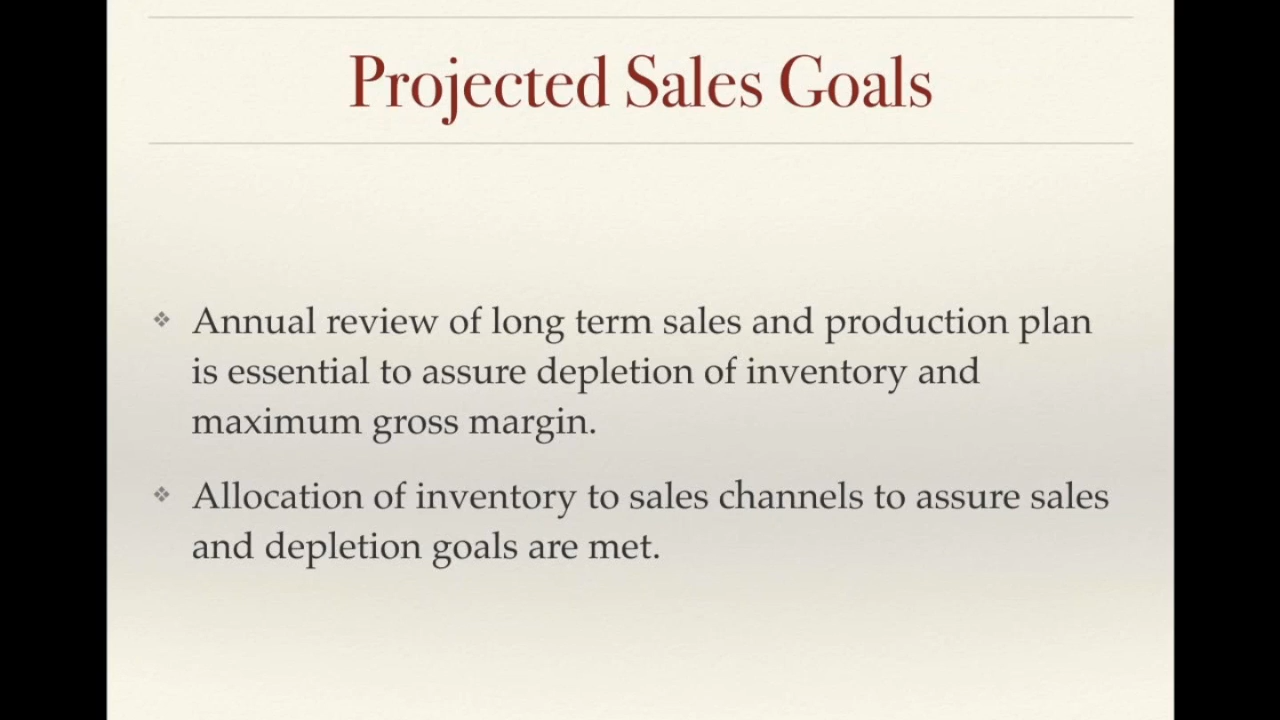 Projected Sales Goals
❖ Annual review of long term sales and production plan
is essential to assure depletion of inventory and
maximum gross margin.
❖ Allocation of inventory to sales channels to assure sales
and depletion goals are met.